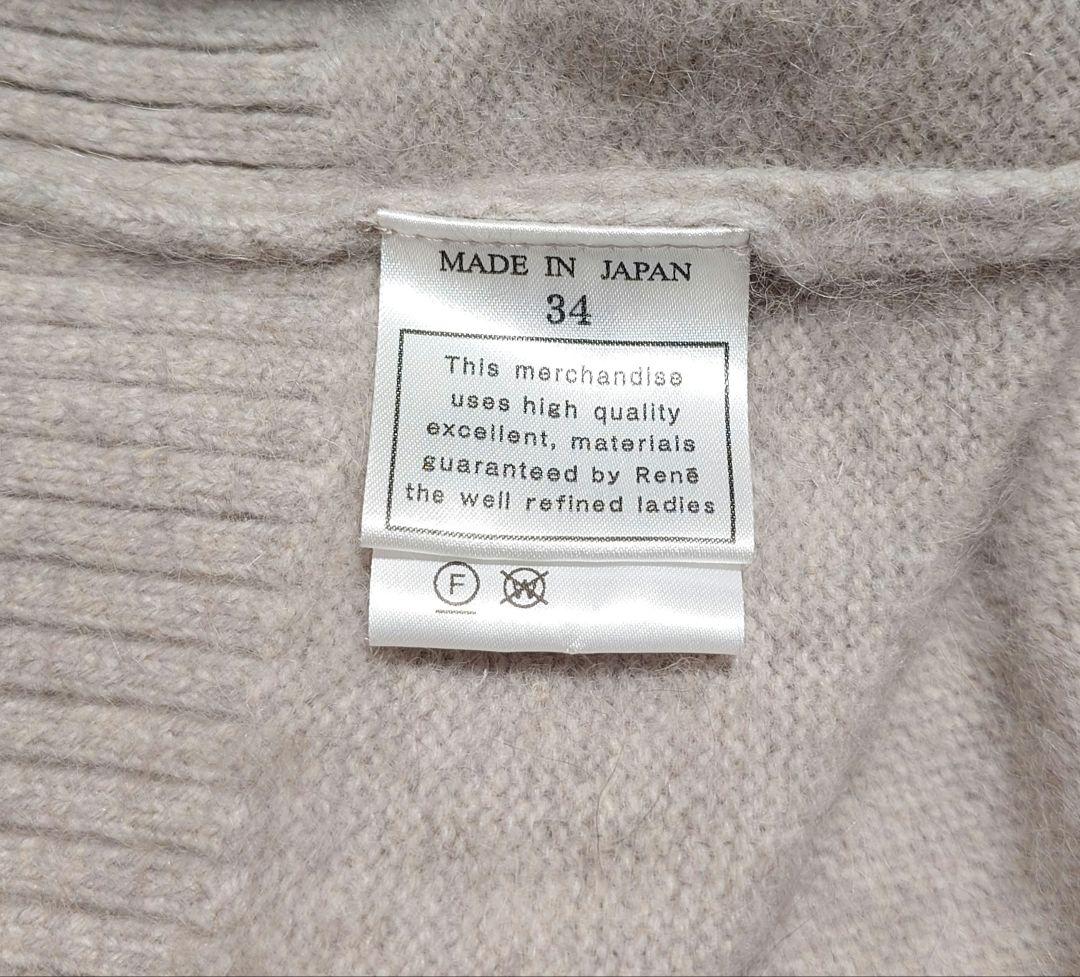 MADE IN JAPAN
34
This merchandise
uses high quality
excellent, materials
guaranteed by Renē
the well refined ladies
F W